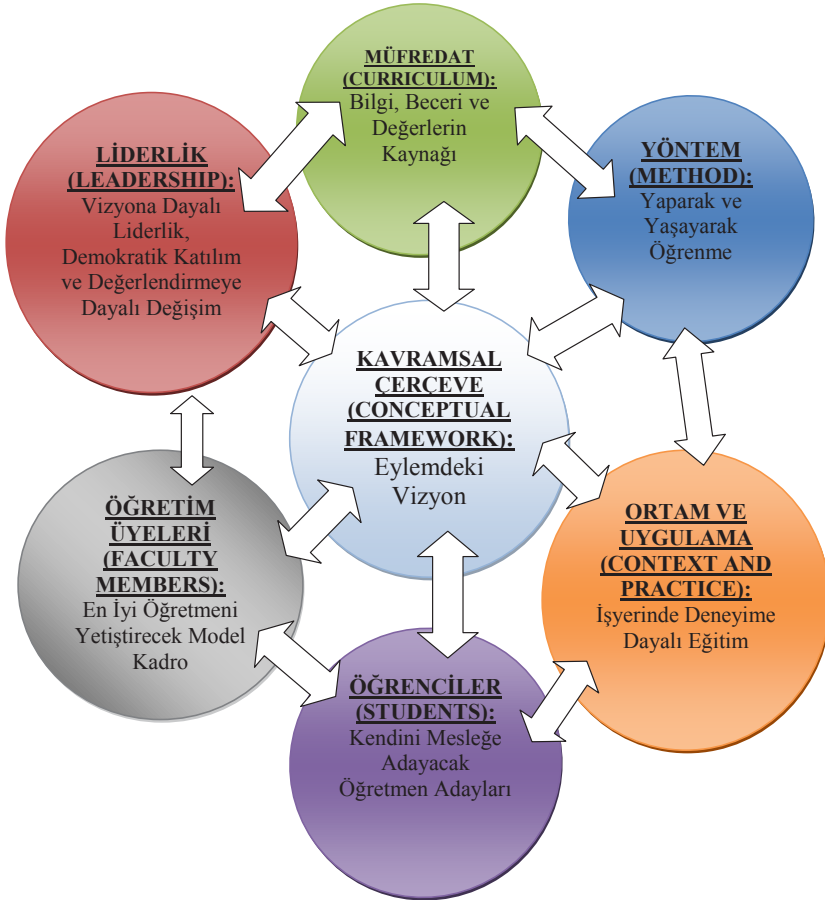 MÜFREDAT
(CURRICULUM):
Bilgi, Beceri ve
Değerlerin
Kaynağı
LİDERLİK
(LEADERSHIP):
Vizyona Dayalı
Liderlik,
Demokratik Katılım
ve Değerlendirmeye
Dayalı Değişim
YÖNTEM
(METHOD):
Yaparak ve
Yaşayarak
Öğrenme
KAVRAMSAL
ÇERÇEVE
(CONCEPTUAL
FRAMEWORK):
Eylemdeki
Vizyon
ÖĞRETİM
ÜYELERİ
(FACULTY
MEMBERS):
En İyi Öğretmeni
Yetiştirecek Model
Kadro
ORTAM VE
UYGULAMA
(CONTEXT AND
PRACTICE):
İşyerinde Deneyime
Dayalı Eğitim
ÖĞRENCİLER
(STUDENTS):
Kendini Mesleğe
Adayacak
Öğretmen Adayları